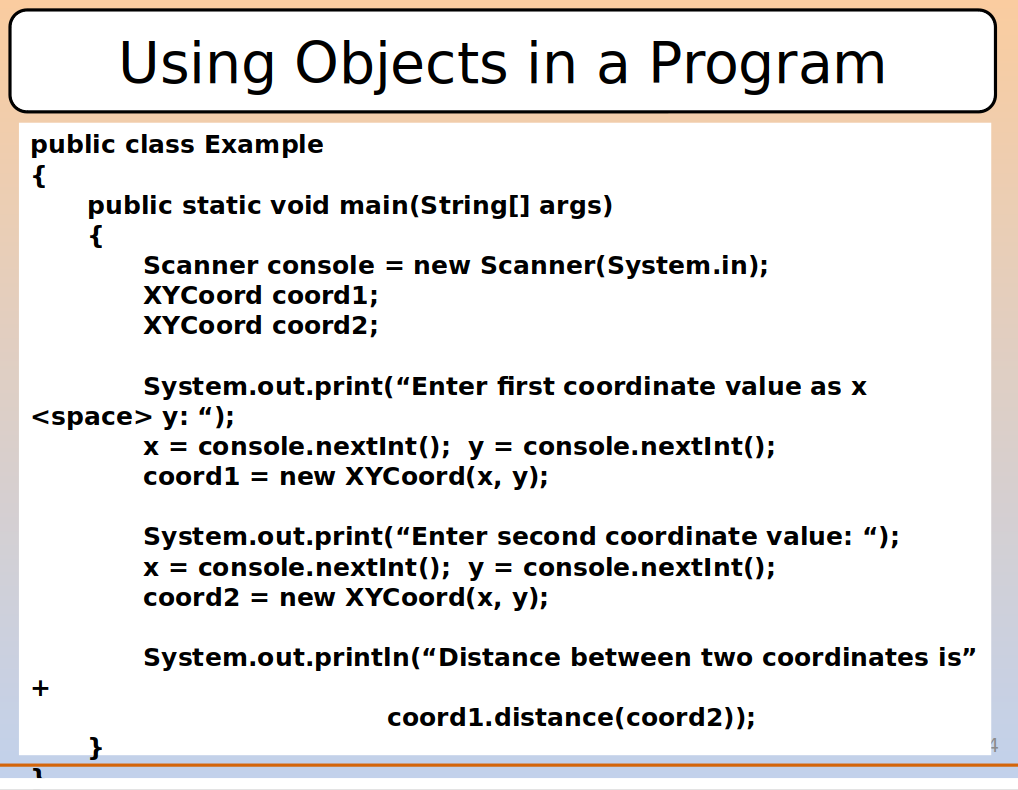 Using Objects in a Program
public class Example
{
public static void main(String[] args)
{
Scanner console = new Scanner(System.in);
XYCoord coord1;
XYCoord coord2;
System.out.print(“Enter first coordinate value as x
<space> y: “);
x = console.nextInt();  y = console.nextInt();
coord1 = new XYCoord(x, y);
System.out.print(“Enter second coordinate value: “);
x = console.nextInt();  y = console.nextInt();
coord2 = new XYCoord(x, y);
System.out.println(“Distance between two coordinates is”
+
coord1.distance(coord2));
}
4
}